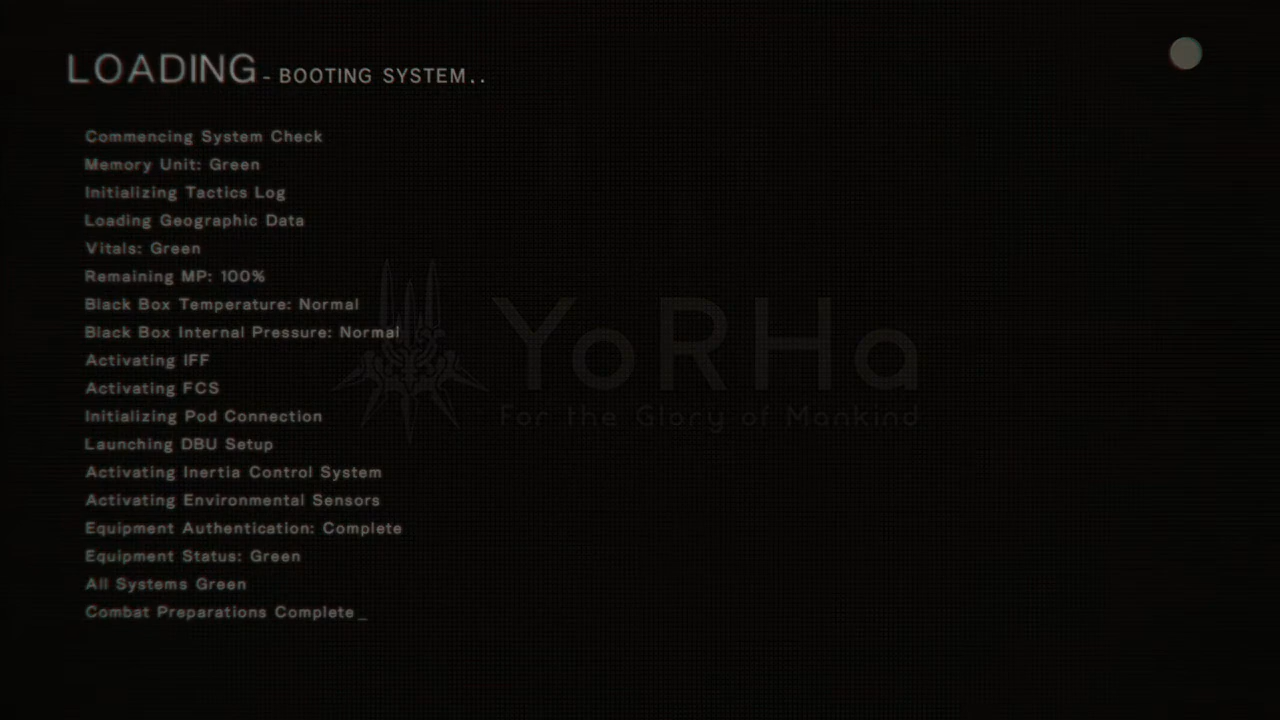 LOADING - BOOTING SYSTEM..
Commencing System Check
Memory Unit: Green
Initializing Tactics Log
Loading Geographic Data
Vitals: Green
Remaining MP: 100%
Black Box Temperature: Normal
Black Box Internal Pressure: Normal
Activating IFF
Activating FCS
Initializing Pod Connection
Launching DBU Setup
Activating Inertia Control System
Activating Environmental Sensors
Equipment Authentication: Complete
Equipment Status: Green
All Systems Green
Combat Preparations Complete_
YoRHa
For the Glory of Mankind